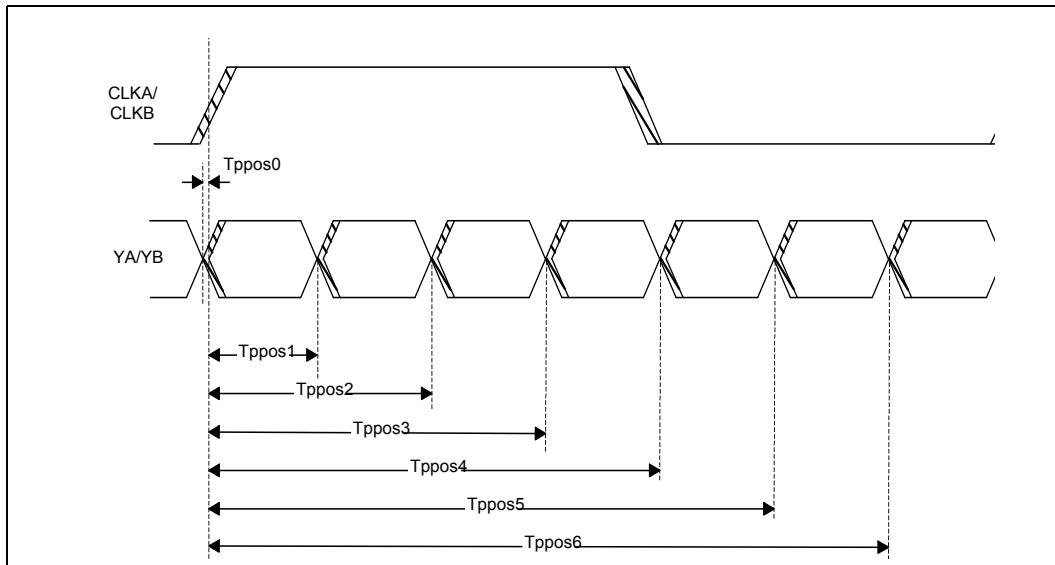 CLKA/
CLKB
Tppos0
YA/YB
Tppos1
Tppos2
Tppos3
Tppos4
Tppos5
Tppos6